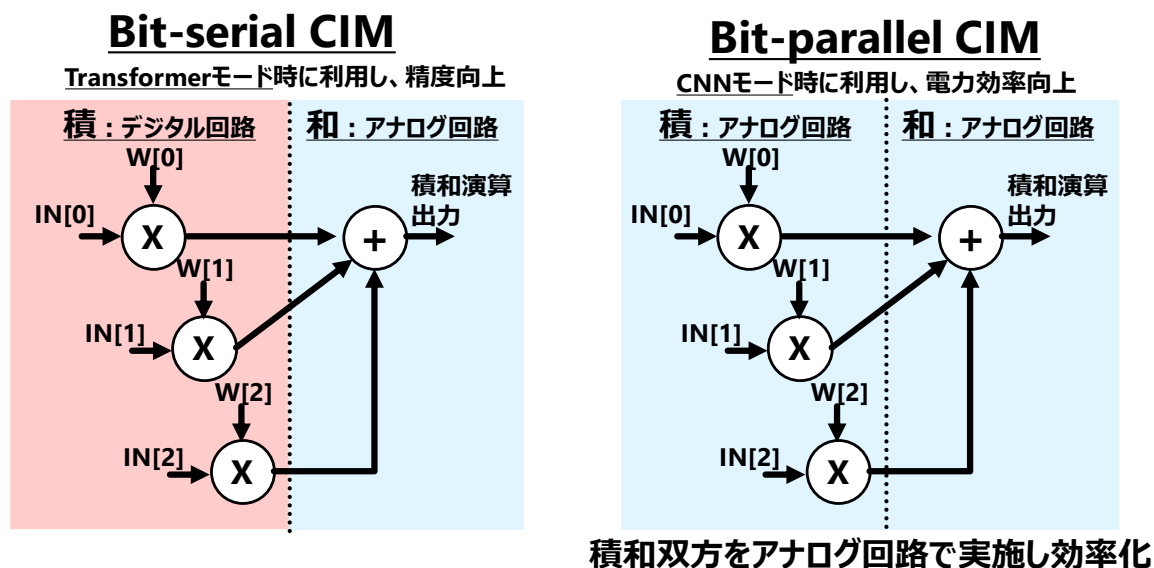 Bit-serial CIM
Transformerモード時に利用し、精度向上
積：デジタル回路
和：アナログ回路
W[0]
IN[0]
X
+
積和演算
出力
W[1]
IN[1]
X
W[2]
IN[2]
X
Bit-parallel CIM
CNNモード時に利用し、電力効率向上
積：アナログ回路
和：アナログ回路
W[0]
IN[0]
X
+
積和演算
出力
W[1]
IN[1]
X
W[2]
IN[2]
X
積和双方をアナログ回路で実施し効率化